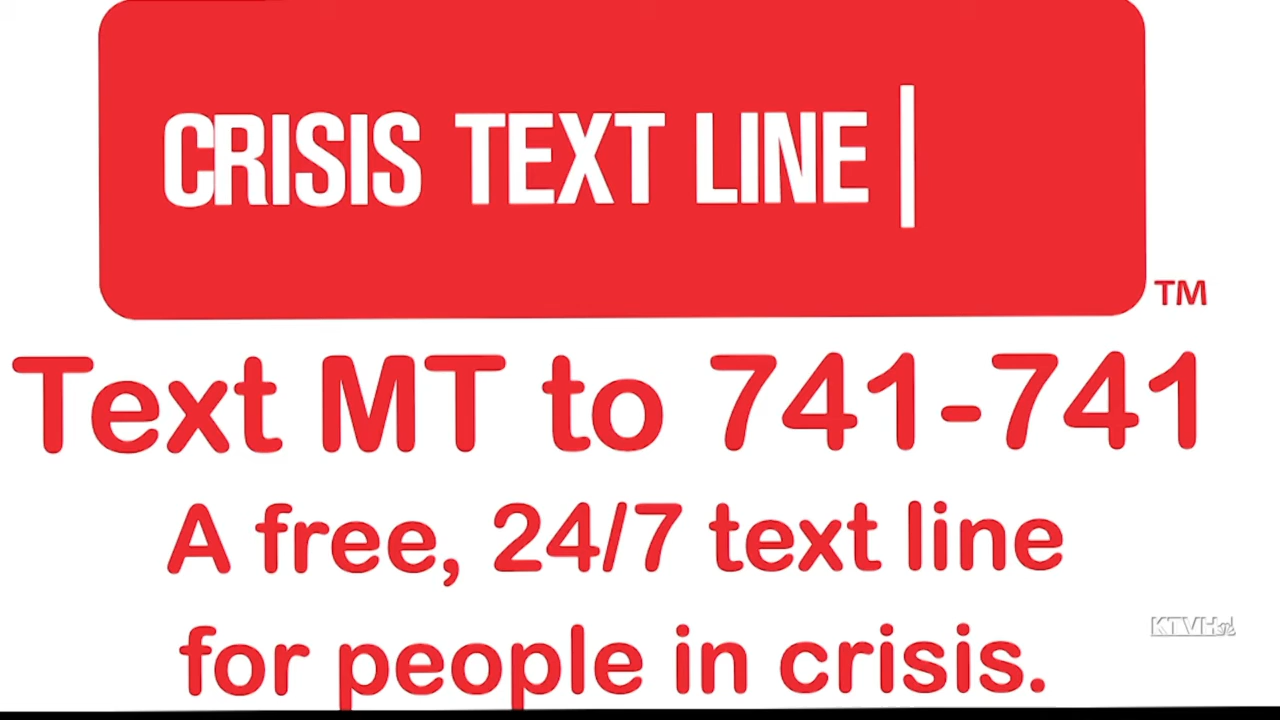 CRISIS TEXT LINE |
TM
Text MT to 741-741
A free, 24/7 text line
for people in crisis.
KTVH